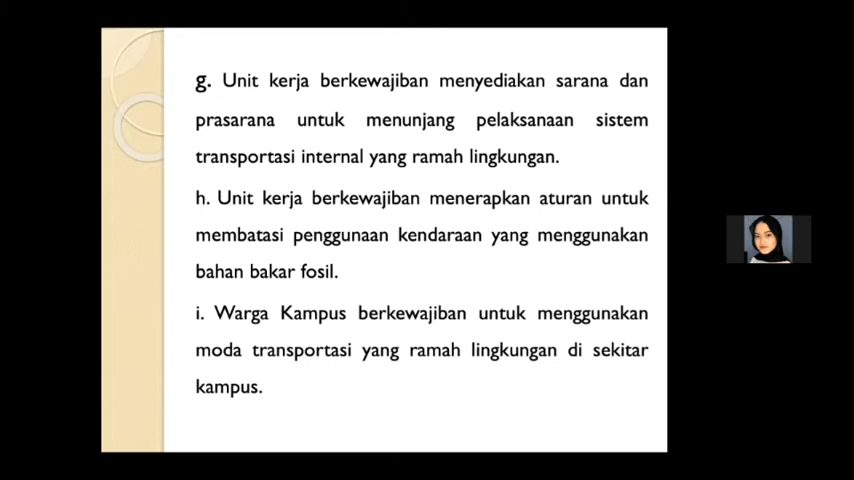 g. Unit kerja berkewajiban menyediakan sarana dan
prasarana untuk menunjang pelaksanaan sistem
transportasi internal yang ramah lingkungan.
h. Unit kerja berkewajiban menerapkan aturan untuk
membatasi penggunaan kendaraan yang menggunakan
bahan bakar fosil.
i. Warga Kampus berkewajiban untuk menggunakan
moda transportasi yang ramah lingkungan di sekitar
kampus.